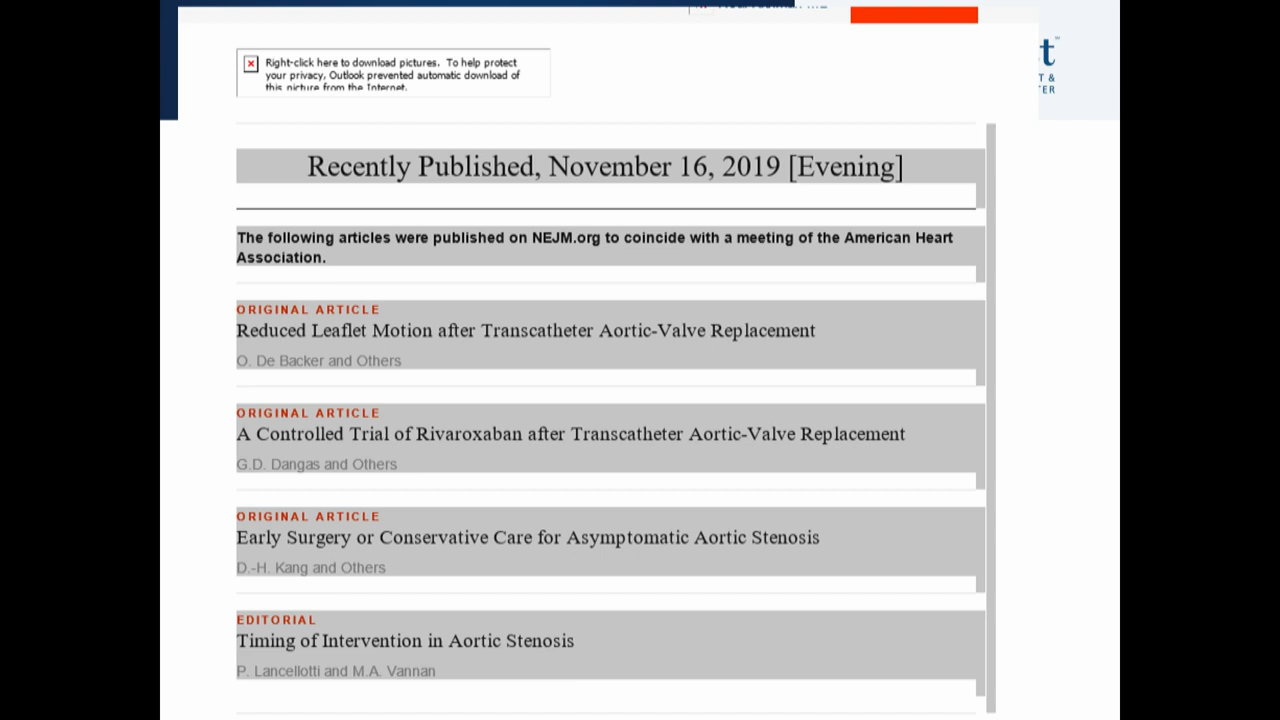 Right-click here to download pictures. To help protect
your privacy, Outlook prevented automatic download of
this picture from the Internet.
t™
T &
ER
Recently Published, November 16, 2019 [Evening]
The following articles were published on NEJM.org to coincide with a meeting of the American Heart
Association.
ORIGINAL ARTICLE
Reduced Leaflet Motion after Transcatheter Aortic-Valve Replacement
O. De Backer and Others
ORIGINAL ARTICLE
A Controlled Trial of Rivaroxaban after Transcatheter Aortic-Valve Replacement
G.D. Dangas and Others
ORIGINAL ARTICLE
Early Surgery or Conservative Care for Asymptomatic Aortic Stenosis
D.-H. Kang and Others
EDITORIAL
Timing of Intervention in Aortic Stenosis
P. Lancellotti and M.A. Vannan